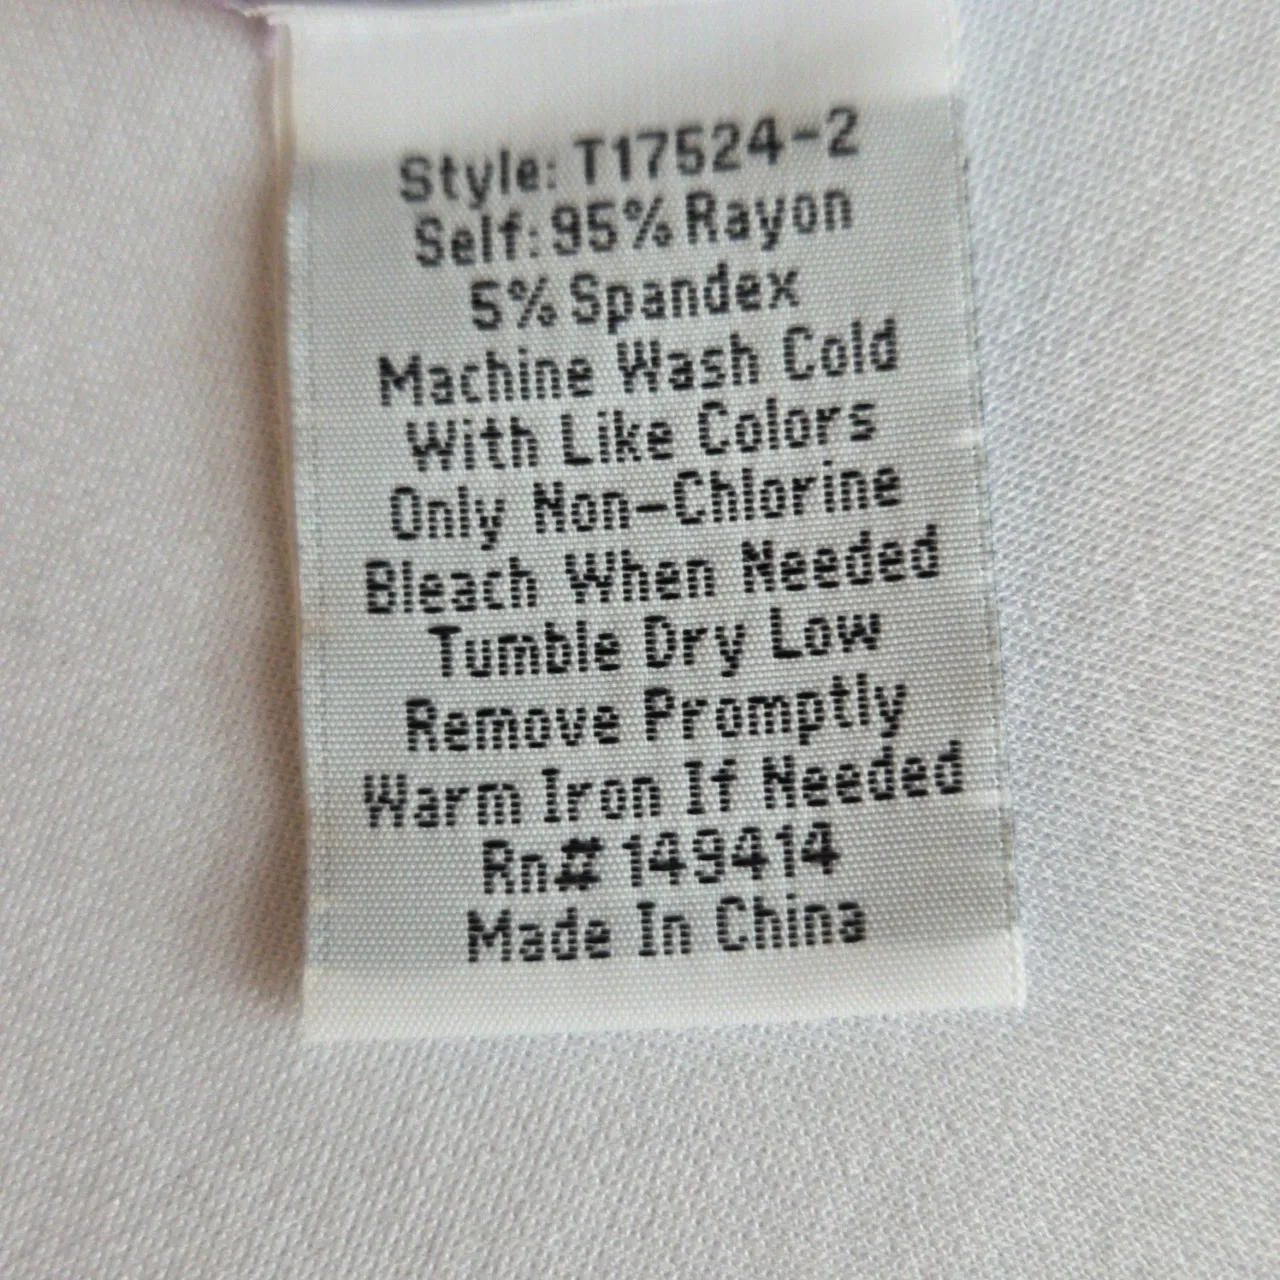 Style: T17524-2
Self: 95% Rayon
5% Spandex
Machine Wash Cold
With Like Colors
Only Non-Chlorine
Bleach When Needed
Tumble Dry Low
Remove Promptly
Warm Iron If Needed
Rn# 149414
Made In China